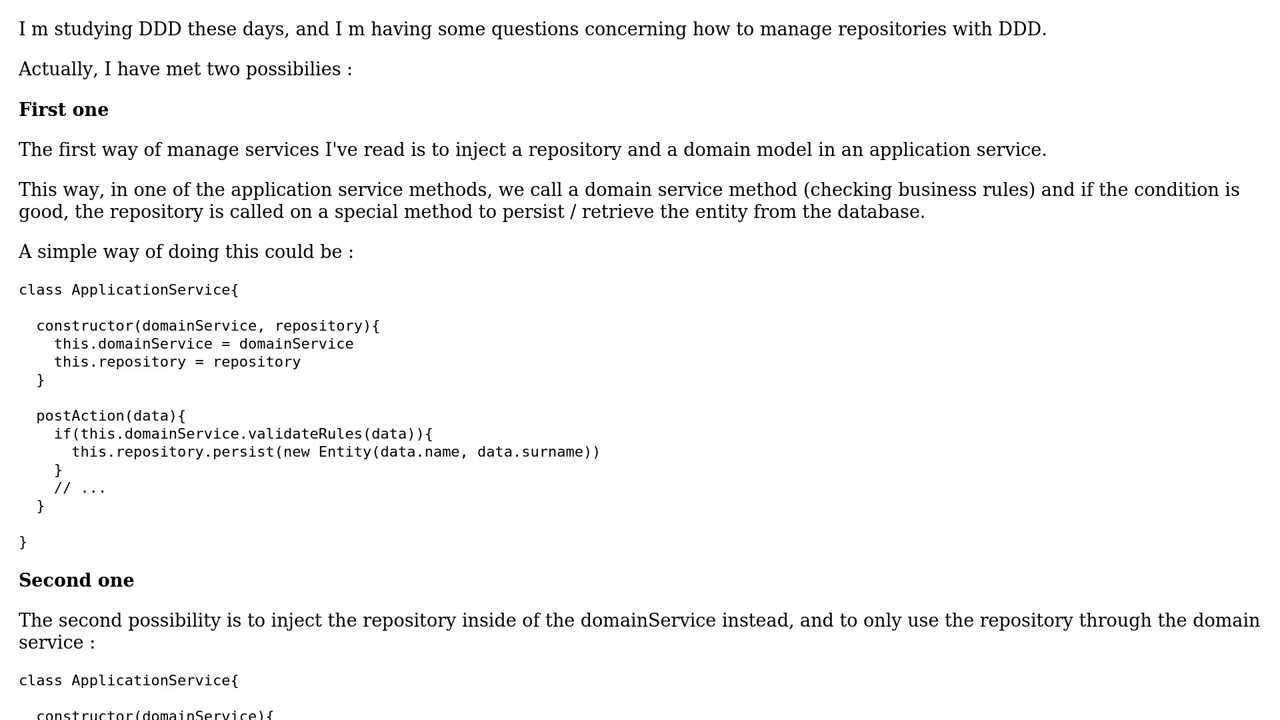 I m studying DDD these days, and I m having some questions concerning how to manage repositories with DDD.
Actually, I have met two possibilies :
First one
The first way of manage services I've read is to inject a repository and a domain model in an application service.
This way, in one of the application service methods, we call a domain service method (checking business rules) and if the condition is
good, the repository is called on a special method to persist / retrieve the entity from the database.
A simple way of doing this could be :
class ApplicationService{
  constructor(domainService, repository){
    this.domainService = domainService
    this.repository = repository
  }
  postAction(data){
    if(this.domainService.validateRules(data)){
      this.repository.persist(new Entity(data.name, data.surname))
    }
    // ...
  }
}
Second one
The second possibility is to inject the repository inside of the domainService instead, and to only use the repository through the domain
service :
class ApplicationService{
  constructor(domainService){